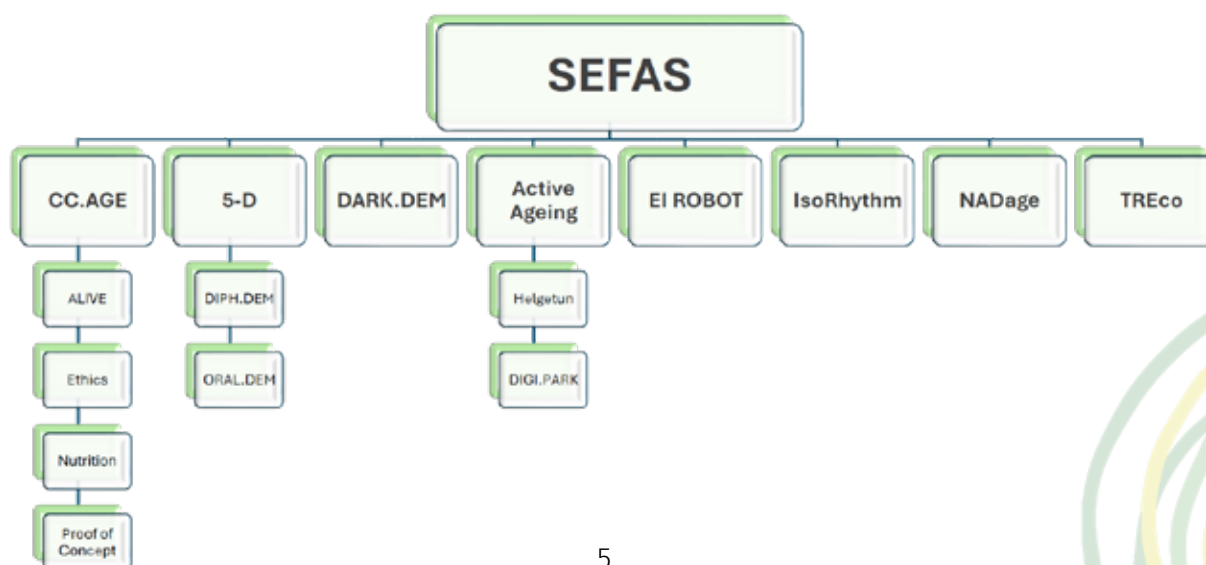 SEFAS
CC.AGE
5-D
DARK.DEM
Active
Ageing
EI ROBOT
IsoRhythm
NADage
TREco
ALIVE
Ethics
Nutrition
Proof of
Concept
DIPH.DEM
ORAL.DEM
Helgetun
DIGI.PARK
5